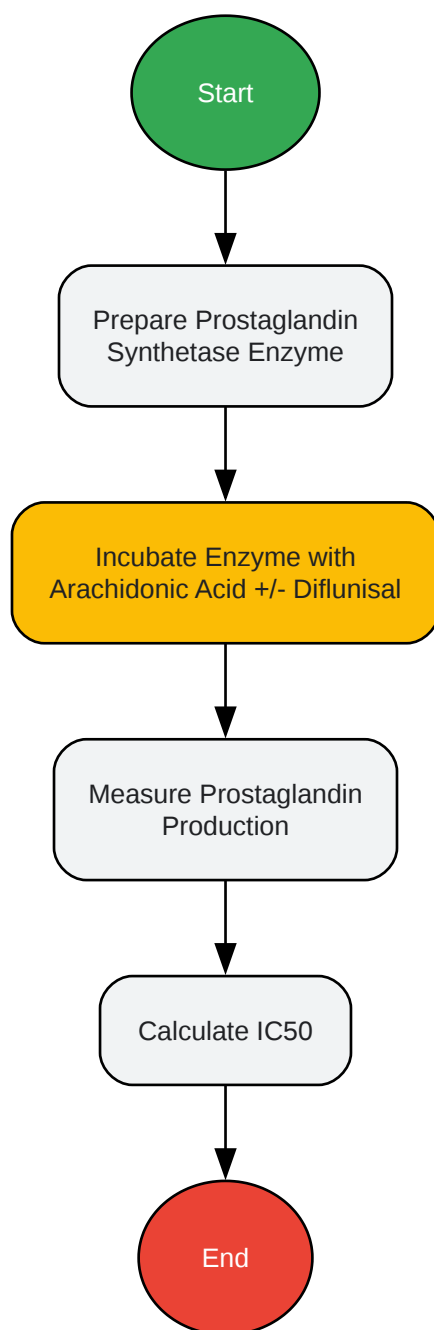 Start
Prepare Prostaglandin
Synthetase Enzyme
Incubate Enzyme with
Arachidonic Acid +/- Diflunisal
Measure Prostaglandin
Production
Calculate IC50
End